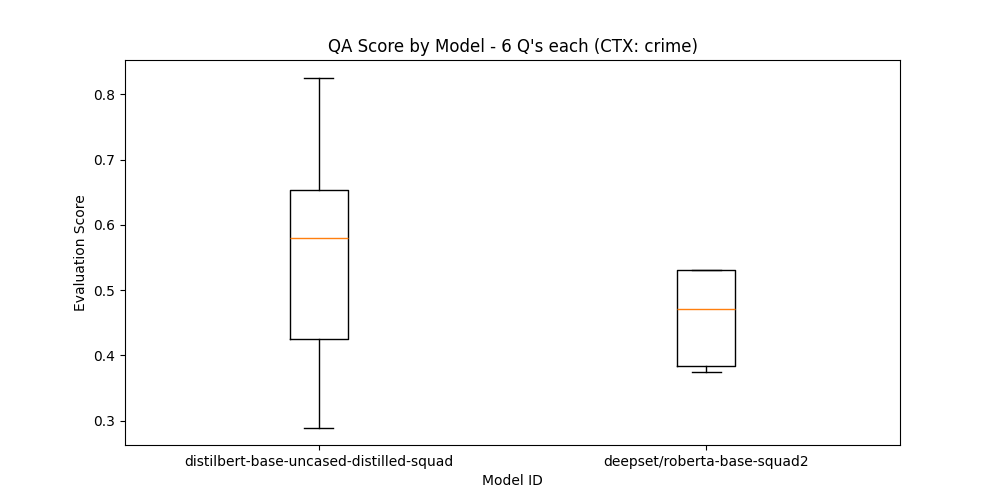 QA Score by Model - 6 Q's each (CTX: crime)
Evaluation Score
0.8
0.7
0.6
0.5
0.4
0.3
distilbert-base-uncased-distilled-squad
deepset/roberta-base-squad2
Model ID